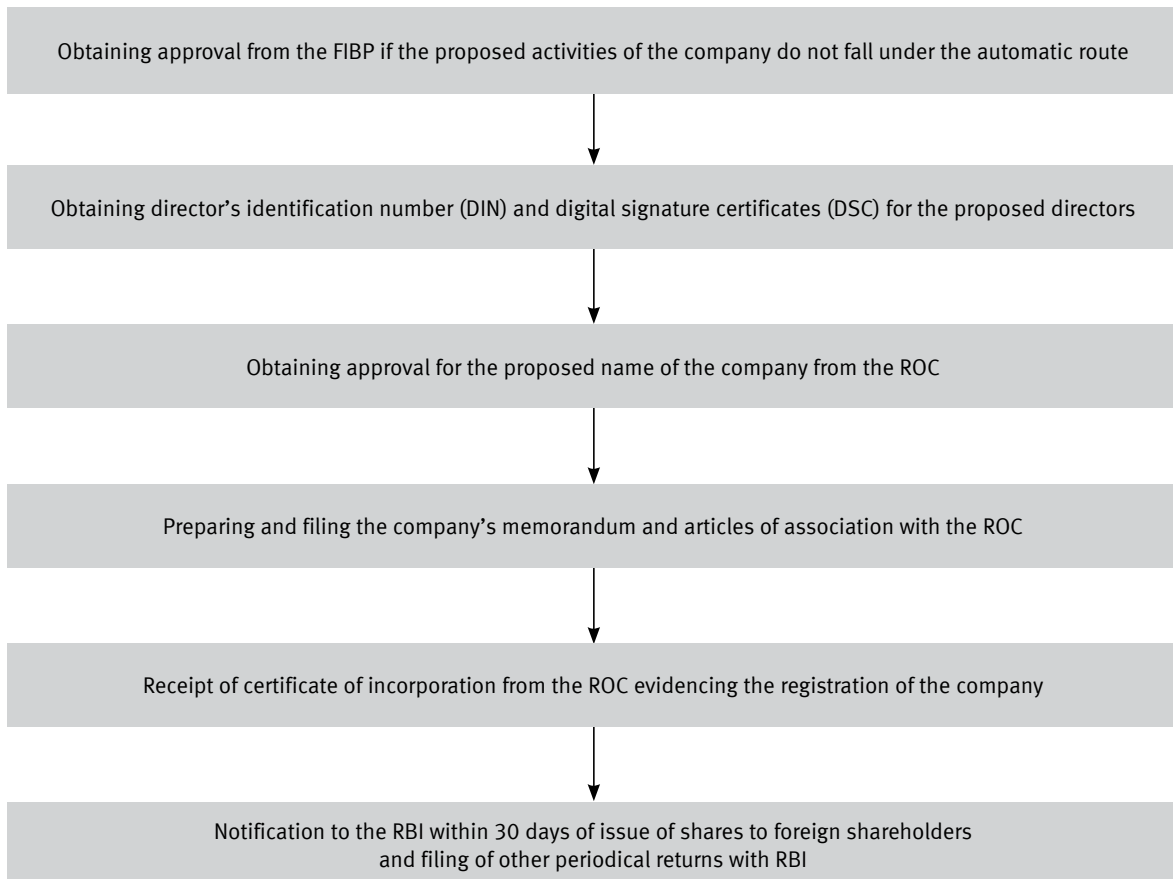 Obtaining approval from the FIBP if the proposed activities of the company do not fall under the automatic route
Obtaining director’s identification number (DIN) and digital signature certificates (DSC) for the proposed directors
Obtaining approval for the proposed name of the company from the ROC
Preparing and filing the company’s memorandum and articles of association with the ROC
Receipt of certificate of incorporation from the ROC evidencing the registration of the company
Notification to the RBI within 30 days of issue of shares to foreign shareholders
and filing of other periodical returns with RBI